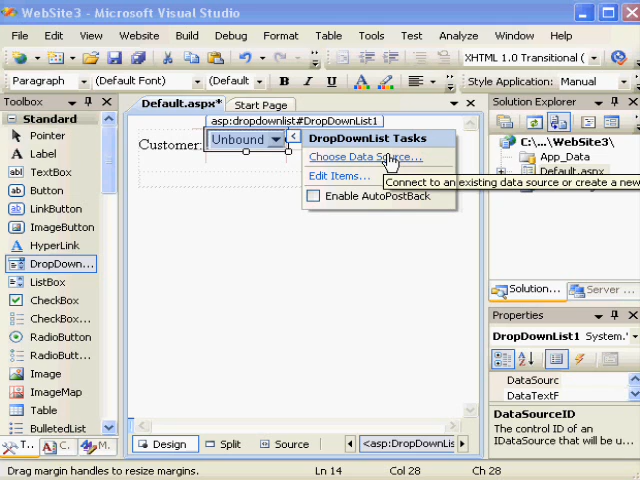 WebSite3 - Microsoft Visual Studio
File Edit View Website Build Debug Format Table Tools Test Analyze Window Help
XHTML 1.0 Transitional (
Paragraph (Default Font) (Default B I U A Style Application: Manual
Toolbox
Default.aspx* Start Page
Solution Explorer
Standard
Pointer
Label
TextBox
Button
LinkButton
ImageButton
HyperLink
DropDown...
ListBox
CheckBox
CheckBox...
RadioButton
RadioButt...
Image
ImageMap
Table
BulletedList
T... C. M.
asp:dropdownlist#DropDownList1
Customer: Unbound
DropDownList Tasks
Choose Data Source...
Edit Items...
Connect to an existing data source or create a new
Enable AutoPostBack
Design Split Source <asp:DropDownLis
C:\...\WebSite3\
App_Data
Default.aspx
Solution... Server ...
Properties
DropDownList1 System.'
DataSourc
DataTextF
DataSourceID
The control ID of an
IDataSource that will be u...
Drag margin handles to resize margins. Ln 14 Col 28 Ch 28